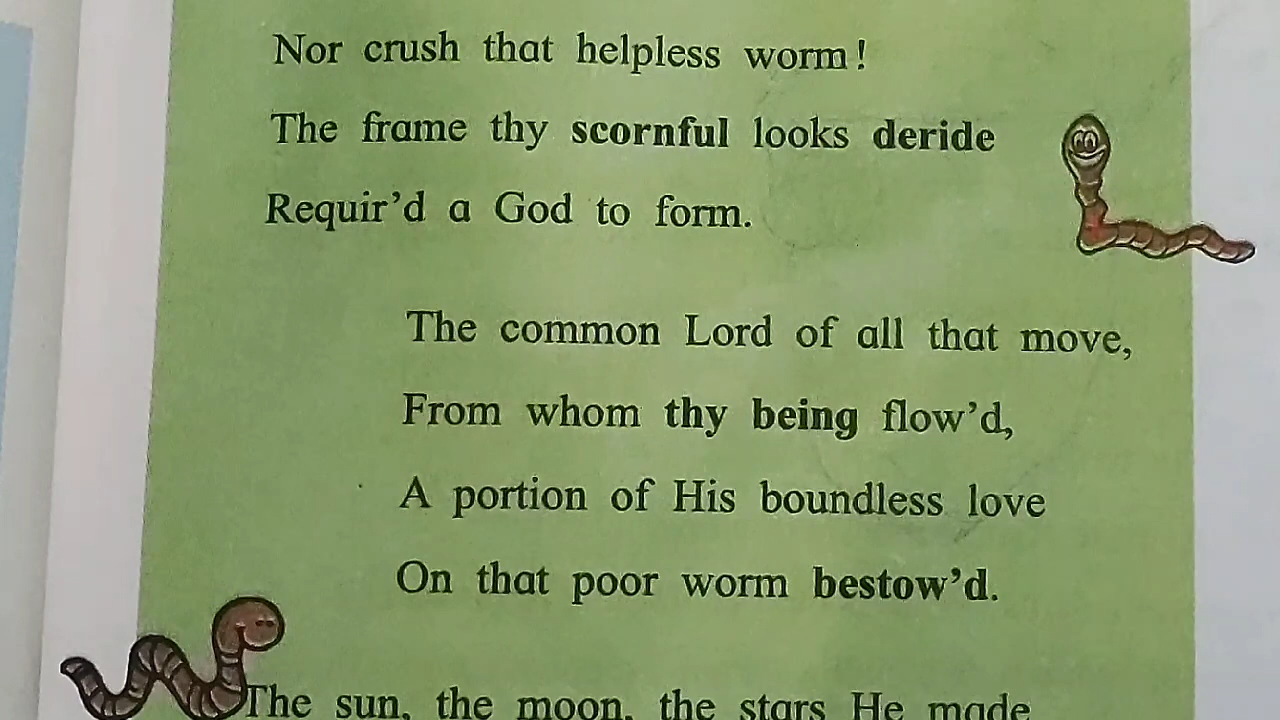 Nor crush that helpless worm!
The frame thy scornful looks deride
Requir’d a God to form.
The common Lord of all that move,
From whom thy being flow’d,
A portion of His boundless love
On that poor worm bestow’d.
The sun, the moon, the stars He made